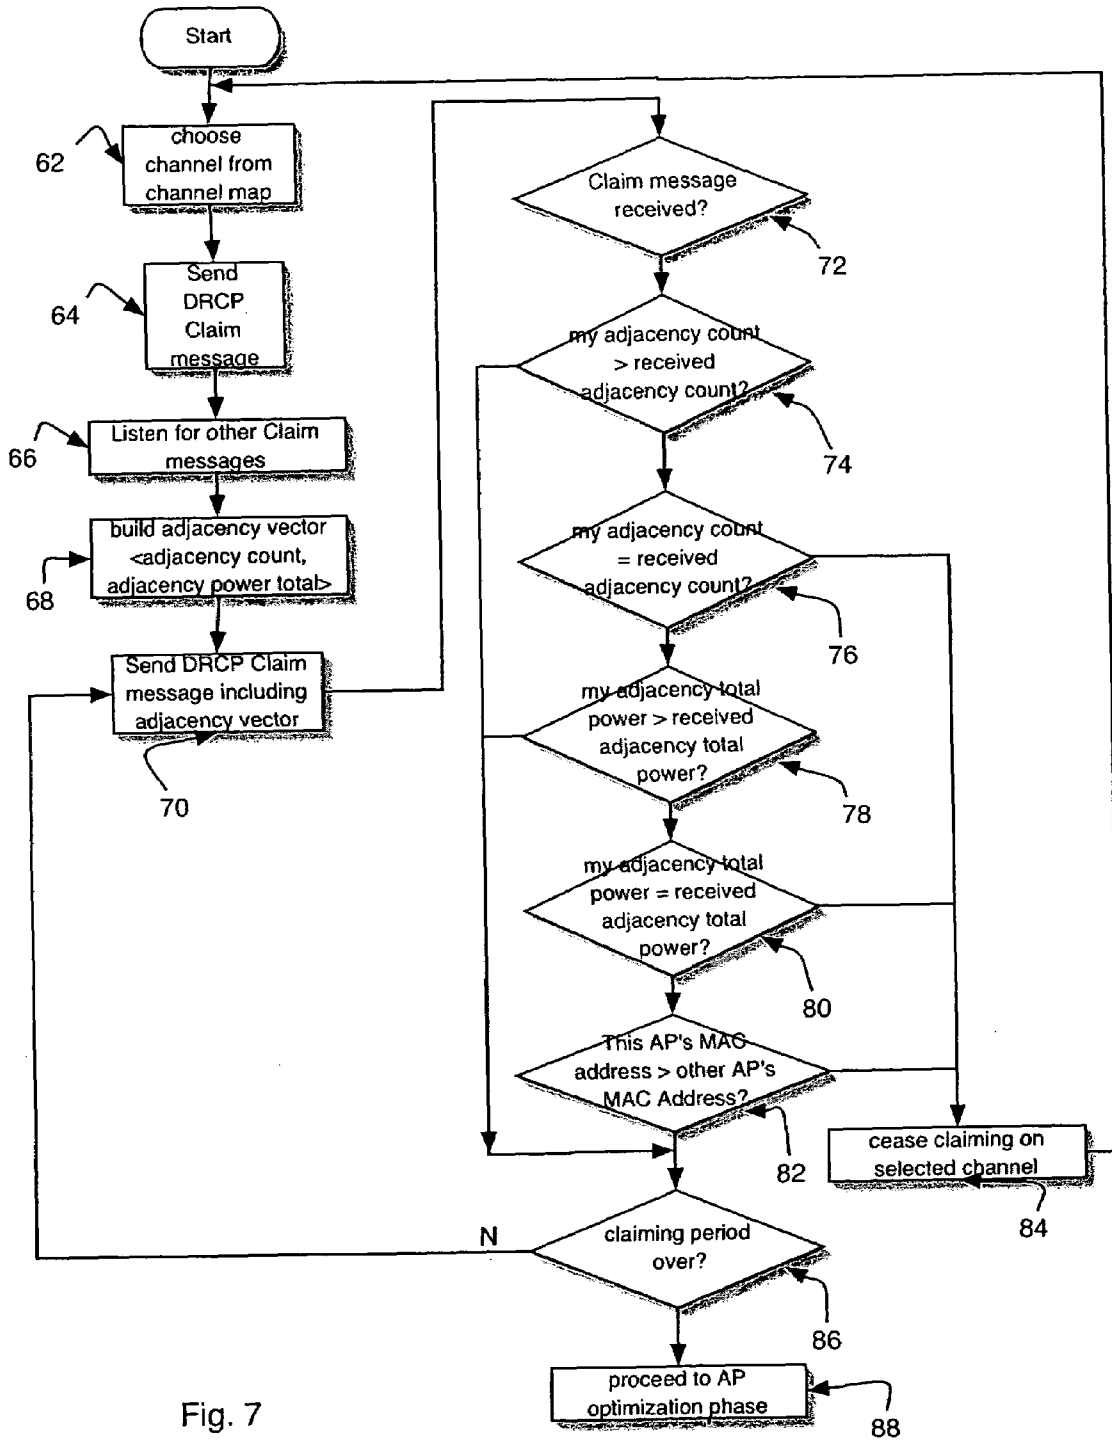 Start
62
choose
channel from
channel map
64
Send
DRCP
Claim
message
66
Listen for other Claim
messages
68
build adjacency vector
<adjacency count,
adjacency power total>
Send DRCP Claim
message including
adjacency vector
70
Claim message
received?
72
my adjacency count
> received
adjacency count?
74
my adjacency count
= received
adjacency count?
76
my adjacency total
power > received
adjacency total
power?
78
my adjacency total
power = received
adjacency total
power?
80
This AP's MAC
address > other AP's
MAC Address?
82
cease claiming on
selected channel
84
N
claiming period
over?
86
proceed to AP
optimization phase
88
Fig. 7